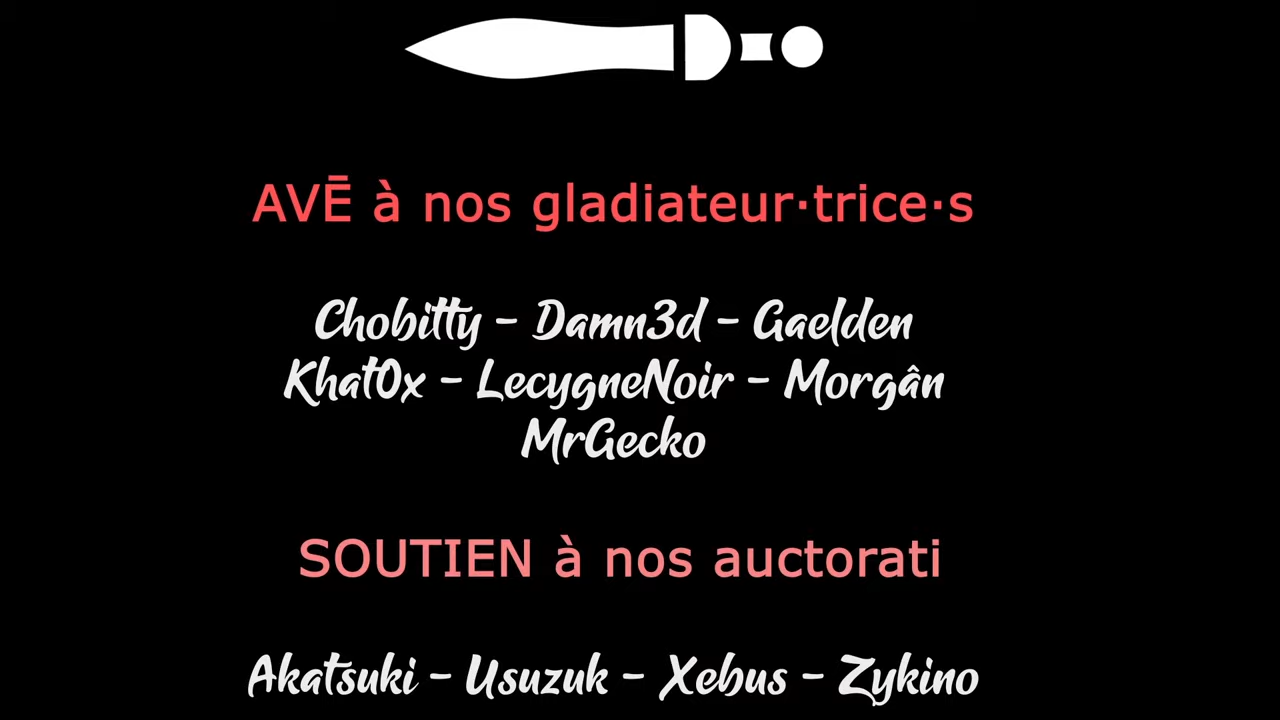 AVĒ à nos gladiateur·trice·s
Chobitty - Damn3d - Gaelden
Khat0x - LecygneNoir - Morgân
MrGecko
SOUTIEN à nos auctorati
Akatsuki - Usuzuk - Xebus - Zykino